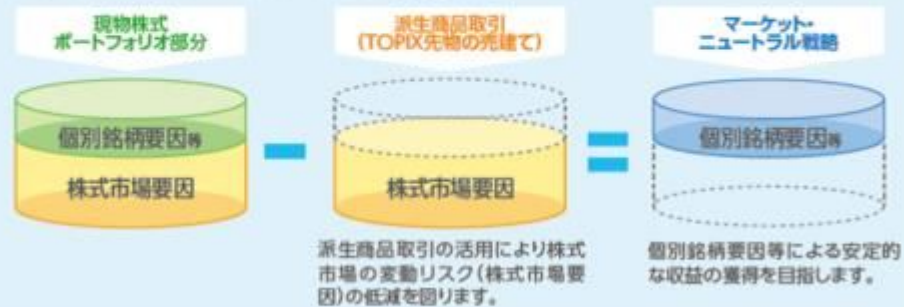 現物株式
ポートフォリオ部分
派生商品取引
(TOPIX先物の売建て)
マーケット・
ニュートラル戦略
個別銘柄要因等
株式市場要因
株式市場要因
個別銘柄要因等
派生商品取引の活用により株式
市場の変動リスク(株式市場要
因)の低減を図ります。
個別銘柄要因等による安定的
な収益の獲得を目指します。